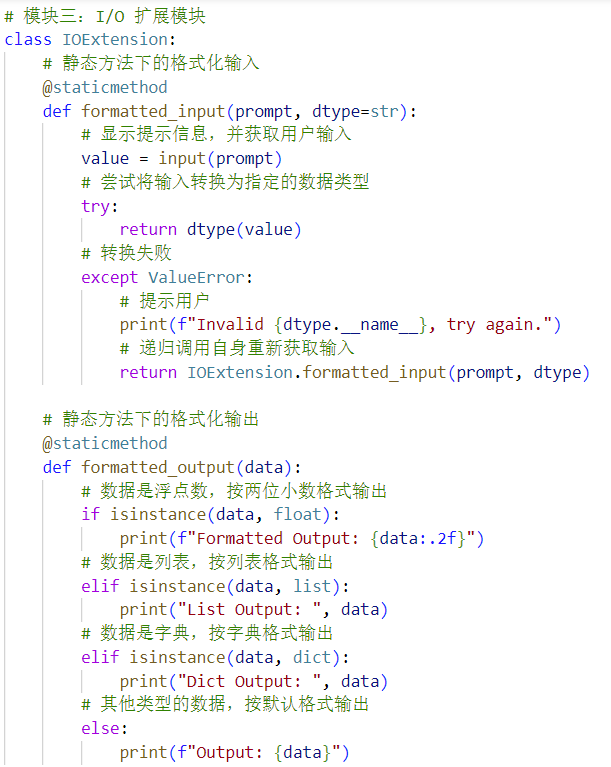 # 模块三：I/O 扩展模块
class IOExtension:
    # 静态方法下的格式化输入
    @staticmethod
    def formatted_input(prompt, dtype=str):
        # 显示提示信息，并获取用户输入
        value = input(prompt)
        # 尝试将输入转换为指定的数据类型
        try:
            return dtype(value)
        # 转换失败
        except ValueError:
            # 提示用户
            print(f"Invalid {dtype.__name__}, try again.")
            # 递归调用自身重新获取输入
            return IOExtension.formatted_input(prompt, dtype)

    # 静态方法下的格式化输出
    @staticmethod
    def formatted_output(data):
        # 数据是浮点数，按两位小数格式输出
        if isinstance(data, float):
            print(f"Formatted Output: {data:.2f}")
        # 数据是列表，按列表格式输出
        elif isinstance(data, list):
            print("List Output: ", data)
        # 数据是字典，按字典格式输出
        elif isinstance(data, dict):
            print("Dict Output: ", data)
        # 其他类型的数据，按默认格式输出
        else:
            print(f"Output: {data}")